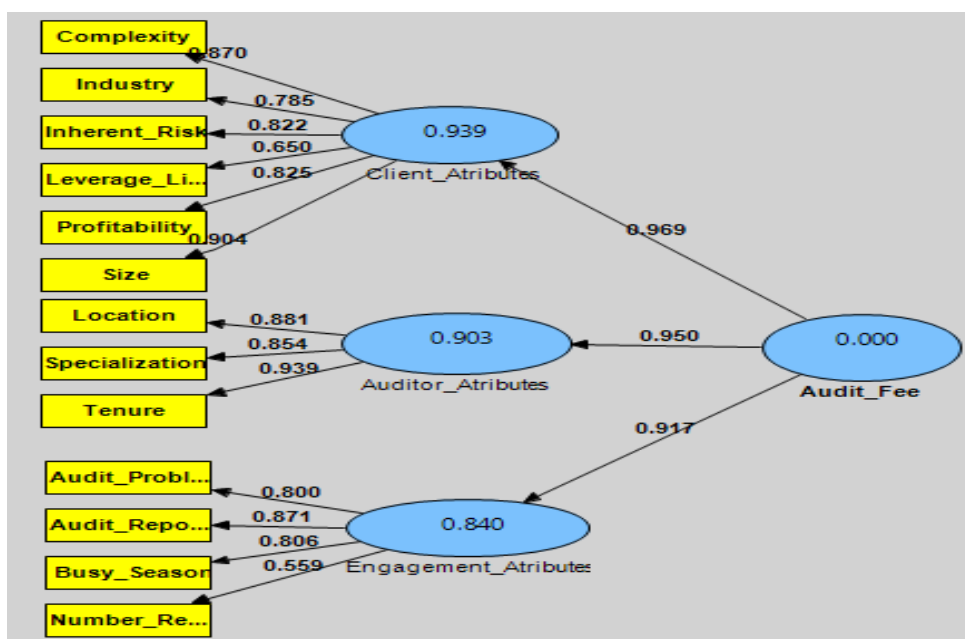 Complexity
0.870
Industry
0.785
Inherent_Risk
0.822
0.650
Leverage_Li...
0.825
Profitability
0.904
Size
0.939
Client_Atributes
0.969
Location
0.881
Specialization
0.854
0.939
Tenure
0.903
Auditor_Atributes
0.950
0.000
Audit_Fee
0.917
Audit_Probl...
0.800
Audit_Repo...
0.871
0.806
Busy_Season
0.559
Number_Re...
0.840
Engagement_Atributes